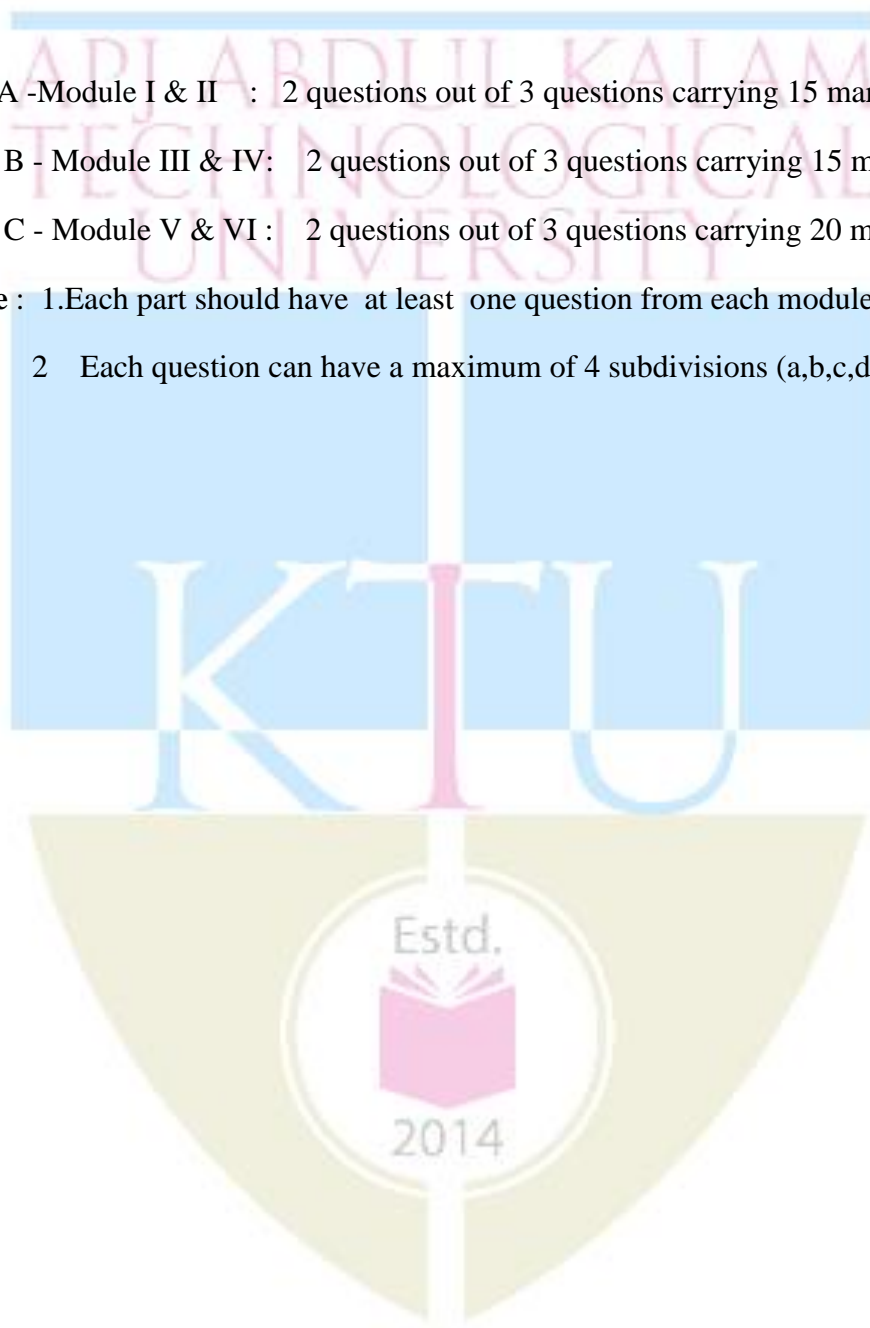 APJ ABDUL KALAM
TECHNOLOGICAL
UNIVERSITY
A -Module I & II : 2 questions out of 3 questions carrying 15
B - Module III & IV: 2 questions out of 3 questions carrying 15
C - Module V & VI : 2 questions out of 3 questions carrying 20
1.Each part should have at least one question from each module
2 Each question can have a maximum of 4 subdivisions (a,b,c,d
KTU
Estd.
2014